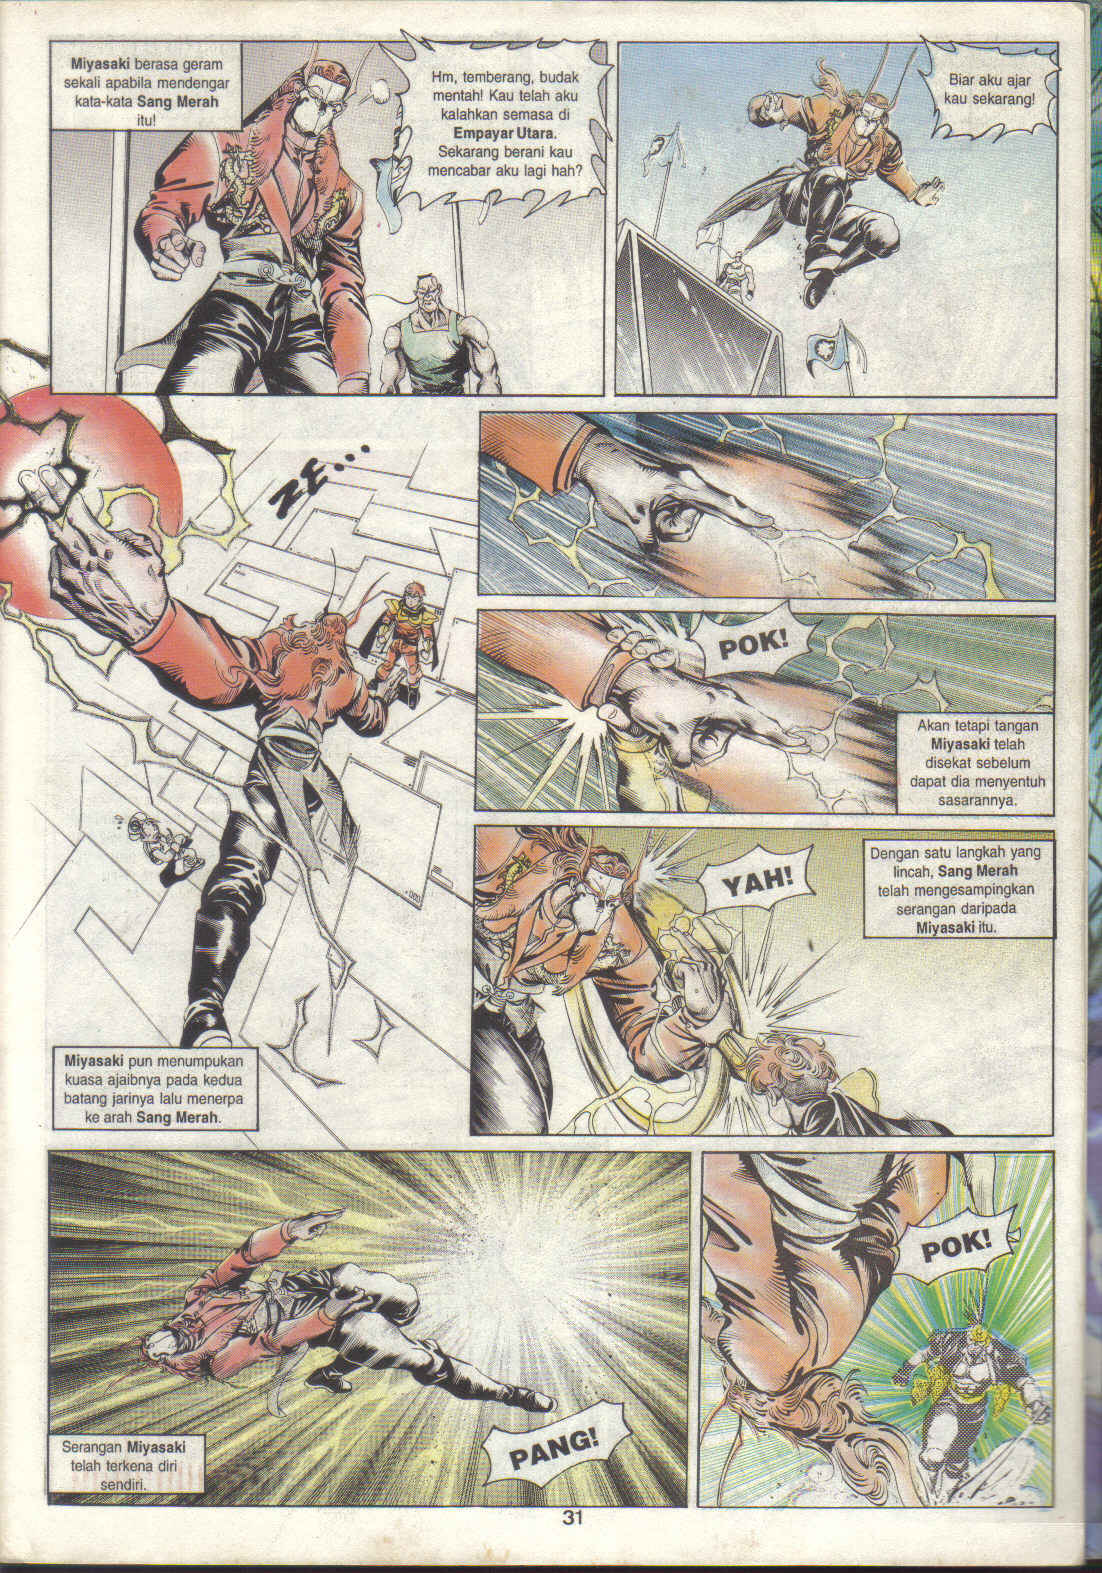 Miyasaki berasa geram
sekali apabila mendengar
kata-kata Sang Merah
itu!
Hm, temberang, budak
mentah! Kau telah aku
kalahkan semasa di
Empayar Utara.
Sekarang berani kau
mencabar aku lagi hah?
Biar aku ajar
kau sekarang!
ZE...
POK!
Akan tetapi tangan
Miyasaki telah
disekat sebelum
dapat dia menyentuh
sasarannya.
YAH!
Dengan satu langkah yang
lincah, Sang Merah
telah mengesampingkan
serangan daripada
Miyasaki itu.
Miyasaki pun menumpukan
kuasa ajaibnya pada kedua
batang jarinya lalu menerpa
ke arah Sang Merah.
PANG!
Serangan Miyasaki
telah terkena diri
sendiri.
POK!
31